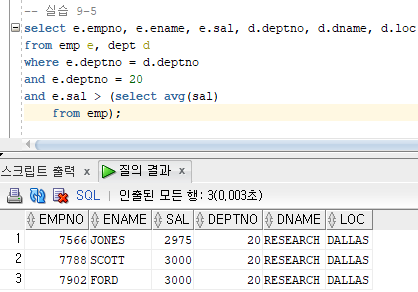 -- 실습 9-5
select e.empno, e.ename, e.sal, d.deptno, d.dname, d.loc
from emp e, dept d
where e.deptno = d.deptno
and e.deptno = 20
and e.sal > (select avg(sal)
from emp);
스크립트 출력 x 질의 결과 x
SQL | 인출된 모든 행: 3(0,003초)
EMPNO ENAME SAL DEPTNO DNAME LOC
1 7566 JONES 2975 20 RESEARCH DALLAS
2 7788 SCOTT 3000 20 RESEARCH DALLAS
3 7902 FORD 3000 20 RESEARCH DALLAS